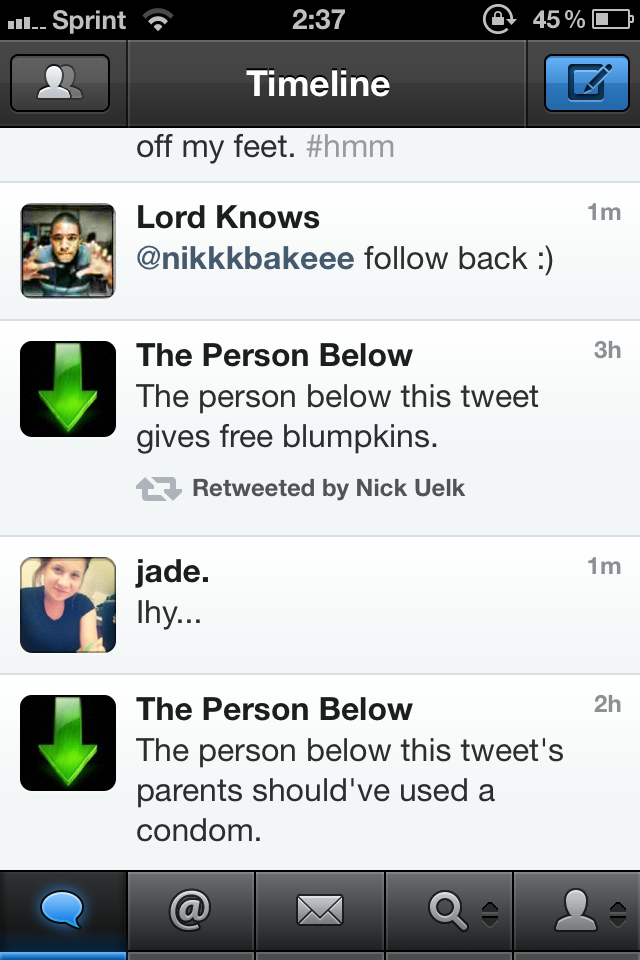 Sprint 2:37 45 %
Timeline
off my feet. #hmm
Lord Knows 1m
@nikkkbakeee follow back :)
The Person Below 3h
The person below this tweet
gives free blumpkins.
Retweeted by Nick Uelk
jade. 1m
Ihy...
The Person Below 2h
The person below this tweet's
parents should've used a
condom.
@